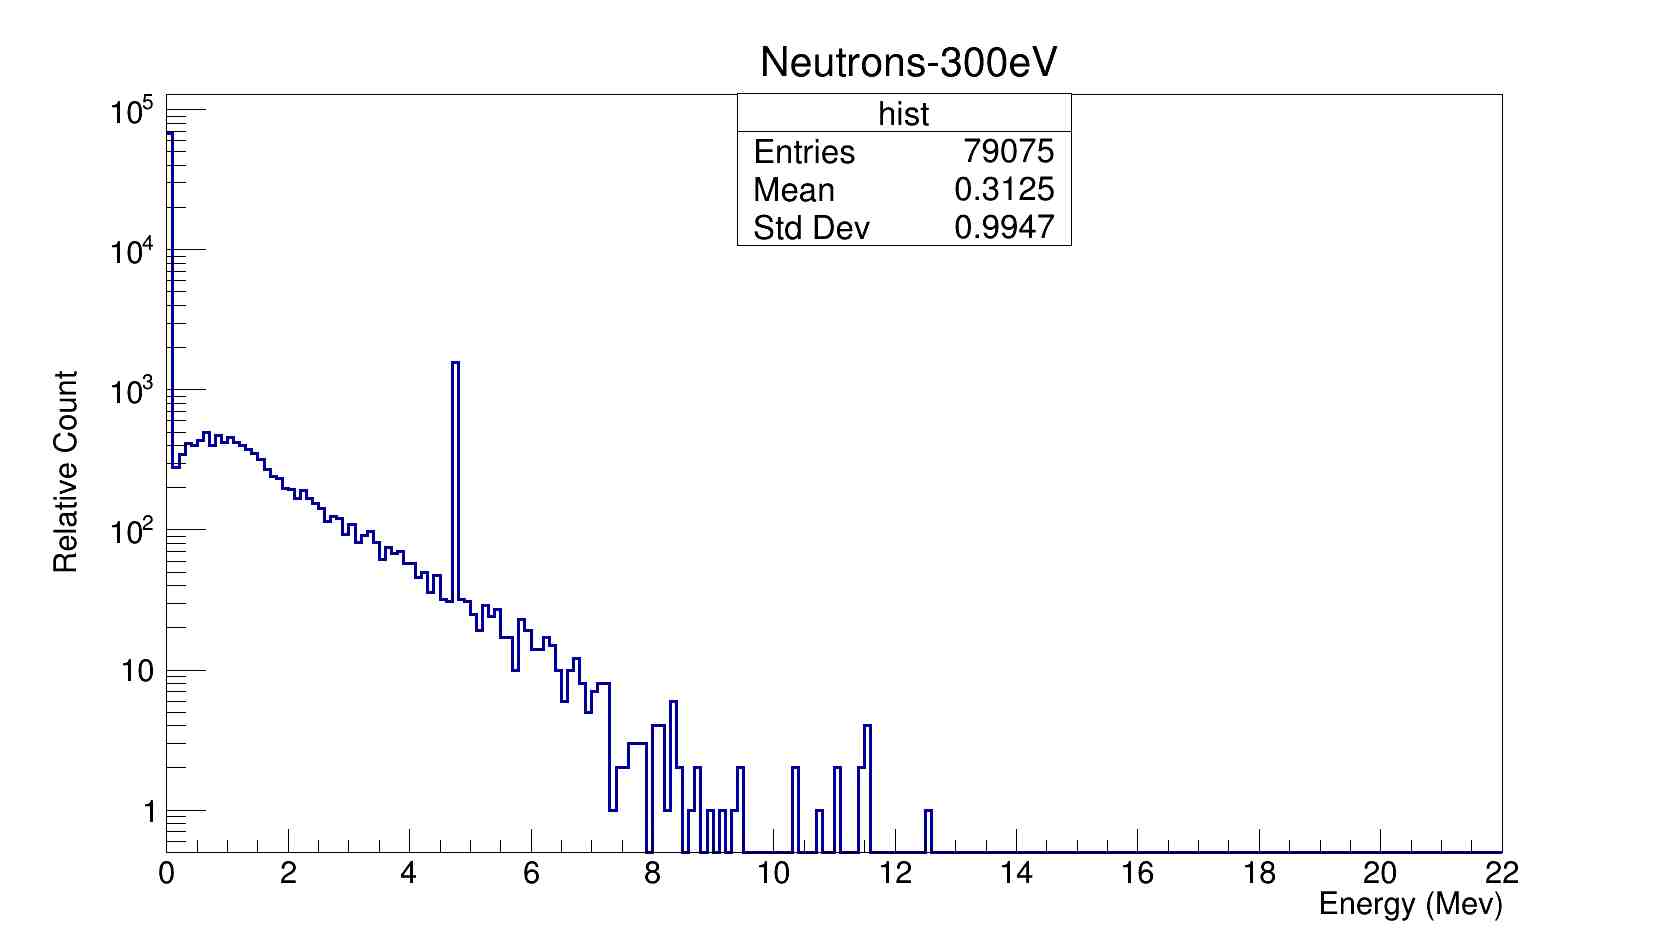 Neutrons-300eV
hist
Entries 79075
Mean 0.3125
Std Dev 0.9947
10^5
10^4
10^3
10^2
10
1
Relative Count
0 2 4 6 8 10 12 14 16 18 20 22
Energy (Mev)